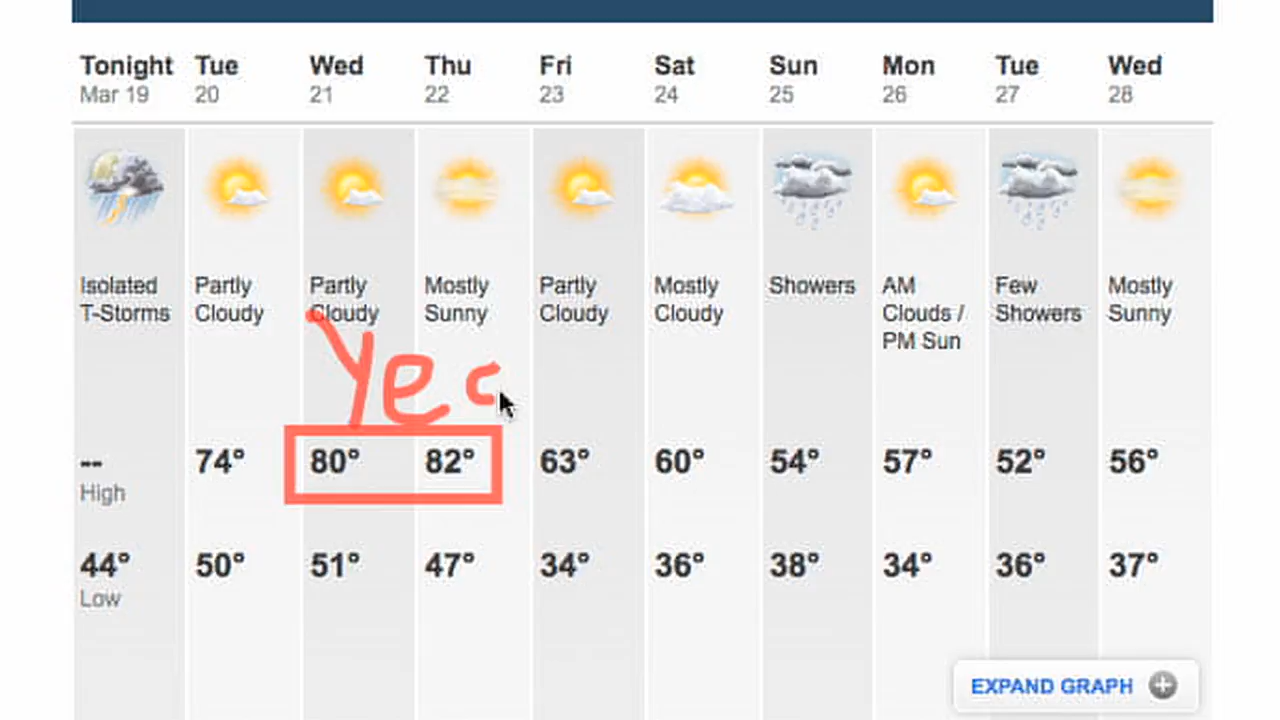 Tonight Tue Wed Thu Fri Sat Sun Mon Tue Wed
Mar 19 20 21 22 23 24 25 26 27 28
Isolated Partly Partly Mostly Partly Mostly Showers AM Few Mostly
T-Storms Cloudy Cloudy Sunny Cloudy Cloudy Clouds / Showers Sunny
PM Sun
Yec
-- 74° 80° 82° 63° 60° 54° 57° 52° 56°
High
44° 50° 51° 47° 34° 36° 38° 34° 36° 37°
Low
EXPAND GRAPH